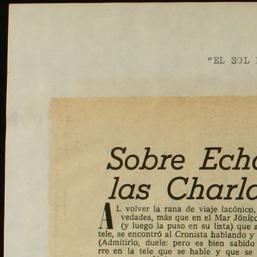 "EL SOL
Sobre Echa
las Charla
AL volver la rana de viaje lacónico,
vedades, más que en el Mar Jónico
(y luego la puso en su lista) que a
tele, se encontró al Cronista hablando y
(Admitirlo, duele: pero es bien sabido
rre en la tele que se hable y que se